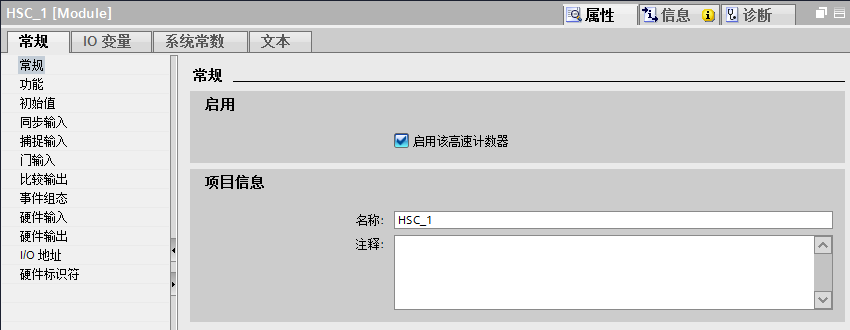 HSC_1 [Module]
属性
信息
诊断
常规
IO 变量
系统常数
文本
常规
功能
初始值
同步输入
捕捉输入
门输入
比较输出
事件组态
硬件输入
硬件输出
I/O 地址
硬件标识符
常规
启用
启用该高速计数器
项目信息
名称: HSC_1
注释: